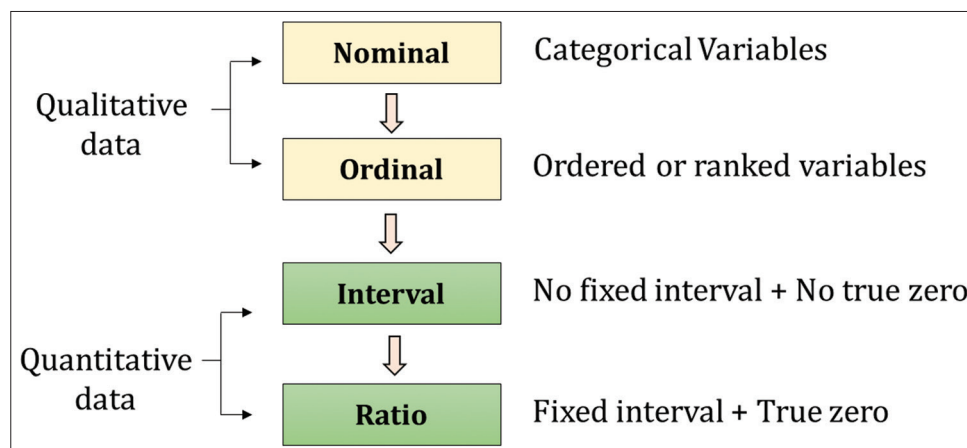 Nominal
Categorical Variables
Qualitative
data
Ordinal
Ordered or ranked variables
Interval
No fixed interval + No true zero
Quantitative
data
Ratio
Fixed interval + True zero